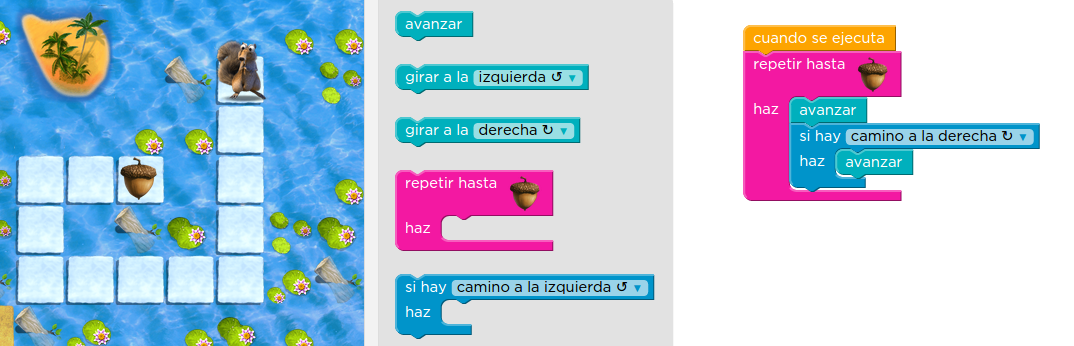 avanzar
girar a la izquierda ↺ ▼
girar a la derecha ↻ ▼
repetir hasta
haz
si hay camino a la izquierda ↺ ▼
haz
cuando se ejecuta
repetir hasta
haz
avanzar
si hay camino a la derecha ↻ ▼
haz avanzar